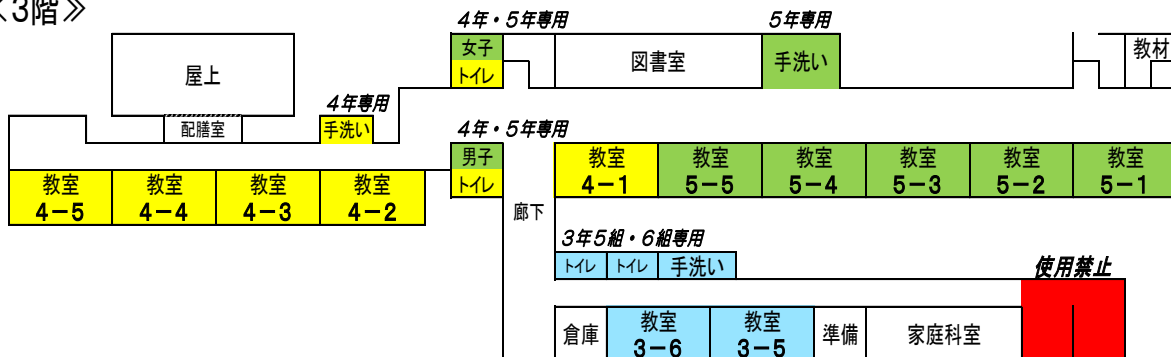 ≪3階≫
4年・5年専用
5年専用
女子
トイレ
図書室
手洗い
教材
屋上
4年専用
配膳室
手洗い
4年・5年専用
男子
トイレ
教室
4－1
教室
5－5
教室
5－4
教室
5－3
教室
5－2
教室
5－1
教室
4－5
教室
4－4
教室
4－3
教室
4－2
廊下
3年5組・6組専用
トイレ
トイレ
手洗い
使用禁止
倉庫
教室
3－6
教室
3－5
準備
家庭科室